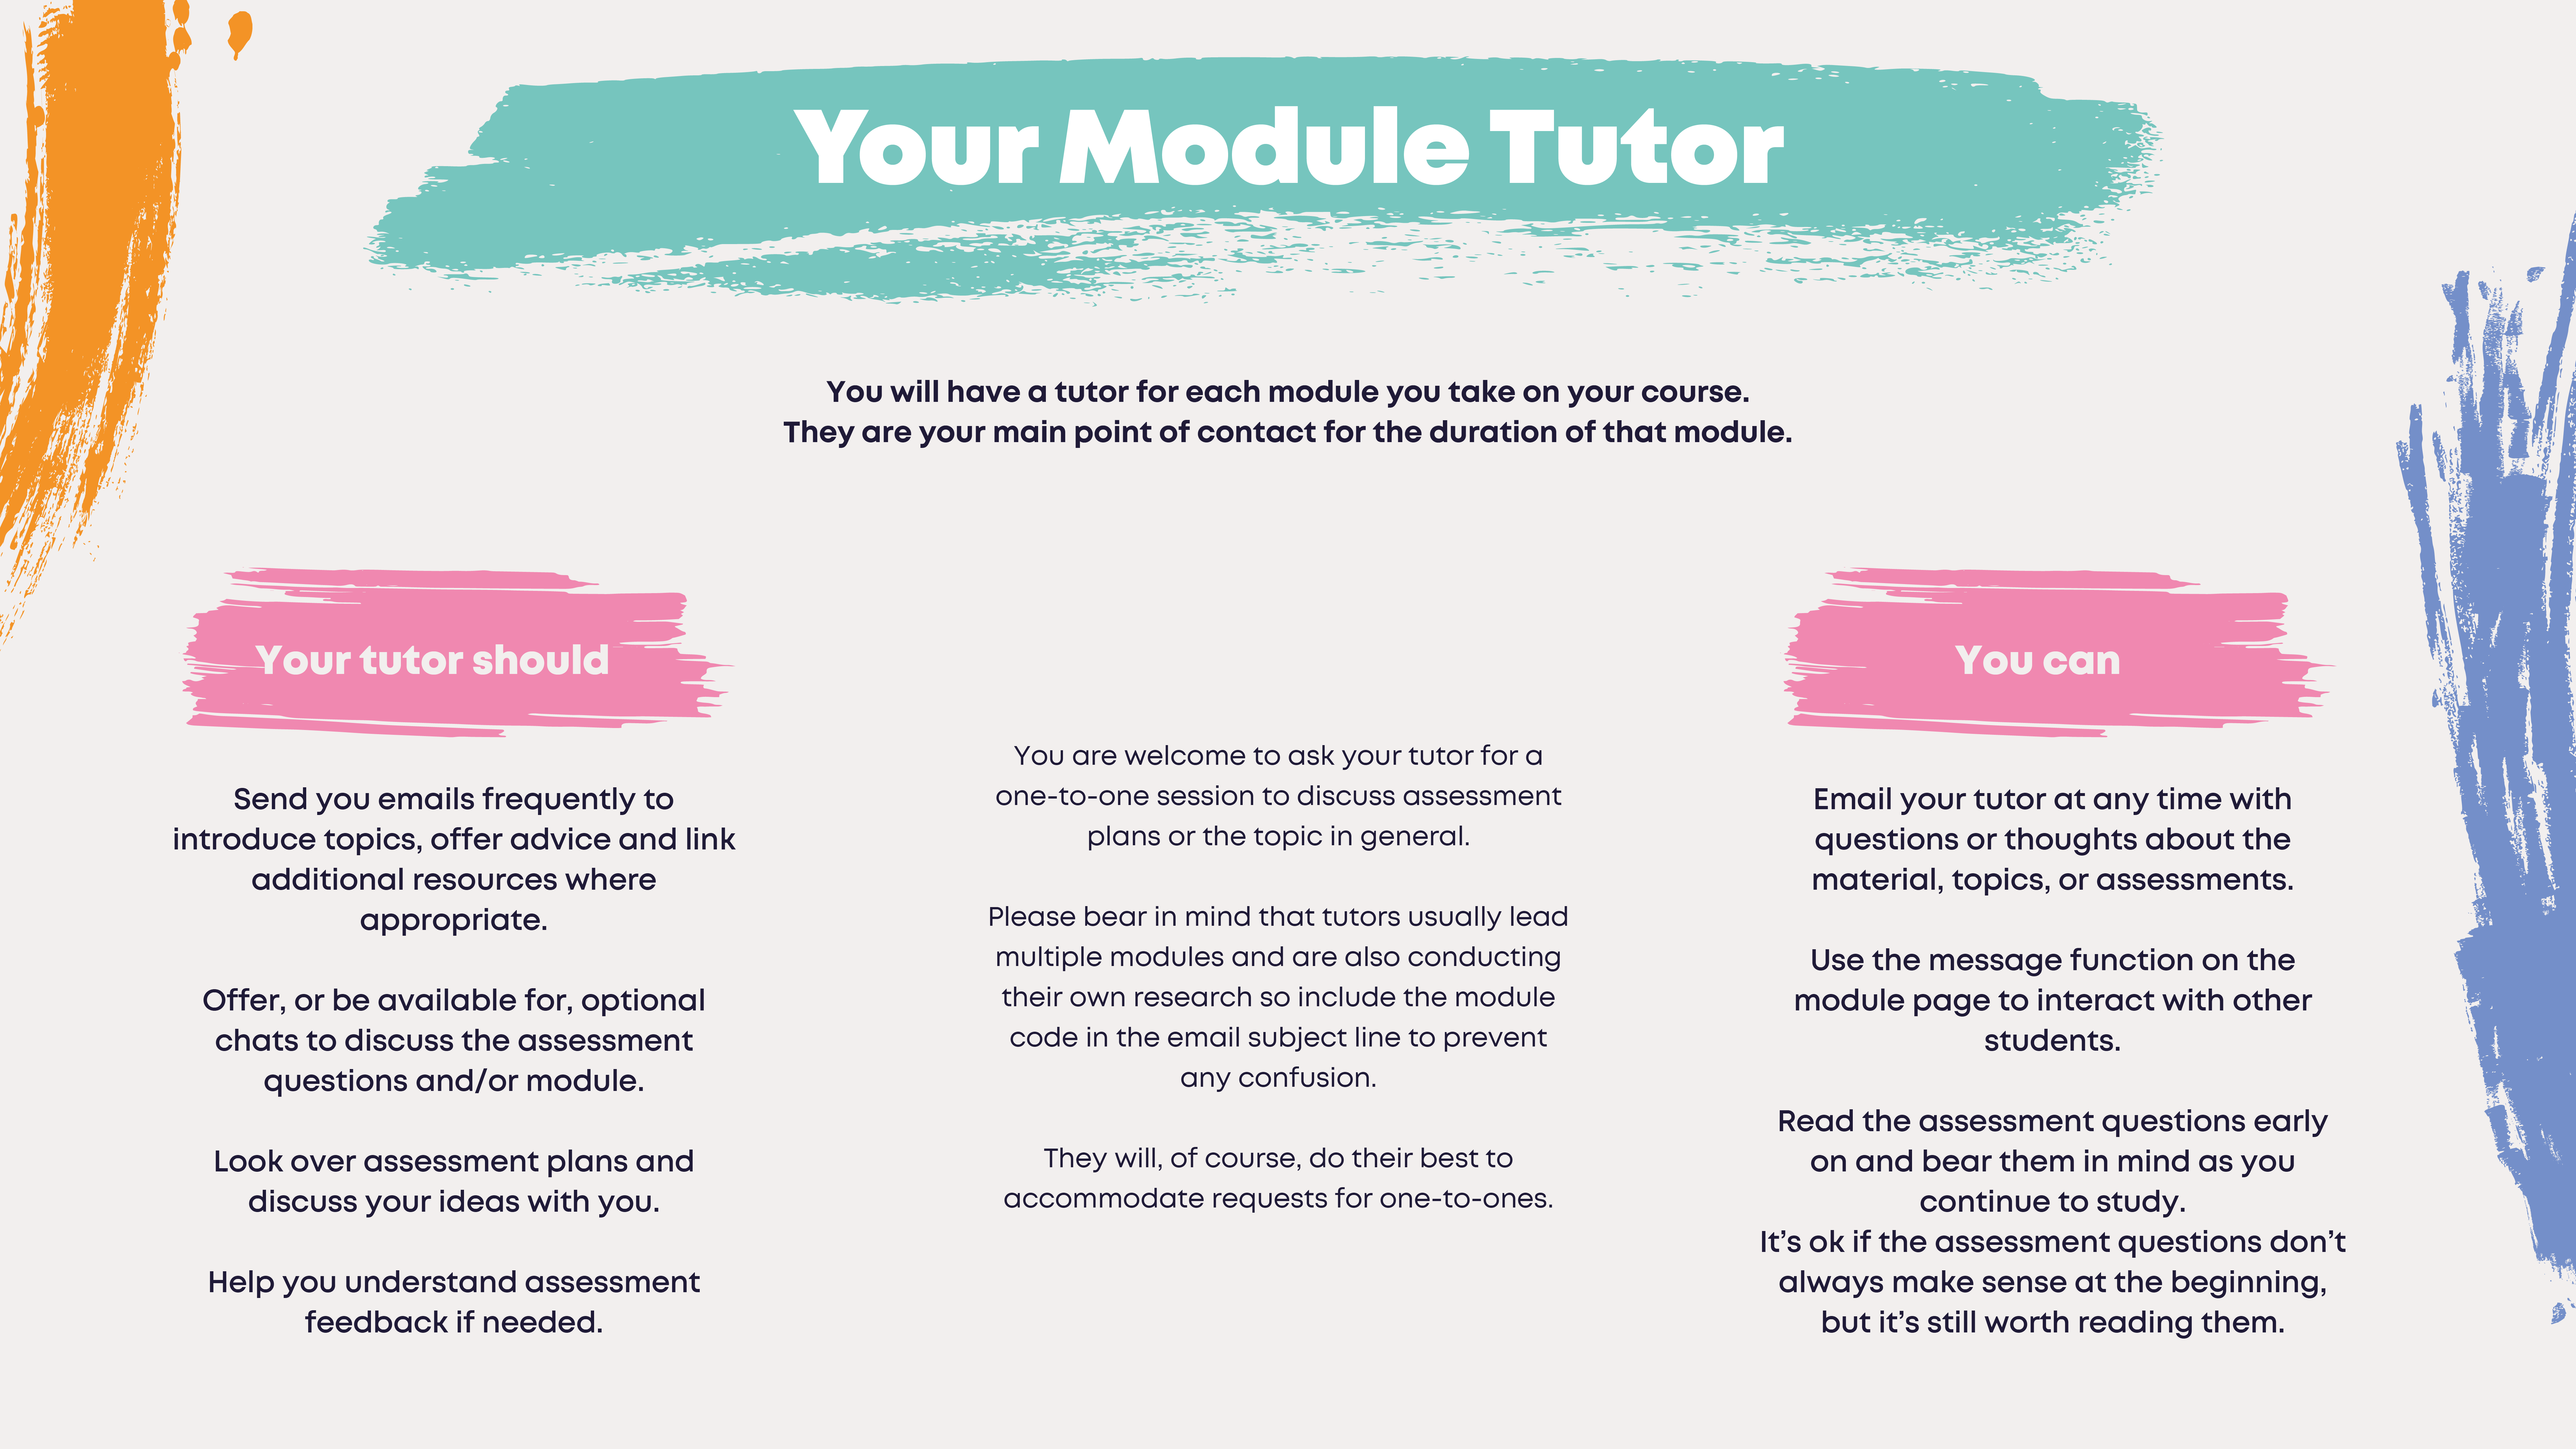 Your Module Tutor
You will have a tutor for each module you take on your course.
They are your main point of contact for the duration of that module.
Your tutor should
Send you emails frequently to
introduce topics, offer advice and link
additional resources where
appropriate.
Offer, or be available for, optional
chats to discuss the assessment
questions and/or module.
Look over assessment plans and
discuss your ideas with you.
Help you understand assessment
feedback if needed.
You are welcome to ask your tutor for a
one-to-one session to discuss assessment
plans or the topic in general.
Please bear in mind that tutors usually lead
multiple modules and are also conducting
their own research so include the module
code in the email subject line to prevent
any confusion.
They will, of course, do their best to
accommodate requests for one-to-ones.
You can
Email your tutor at any time with
questions or thoughts about the
material, topics, or assessments.
Use the message function on the
module page to interact with other
students.
Read the assessment questions early
on and bear them in mind as you
continue to study.
It’s ok if the assessment questions don’t
always make sense at the beginning,
but it’s still worth reading them.